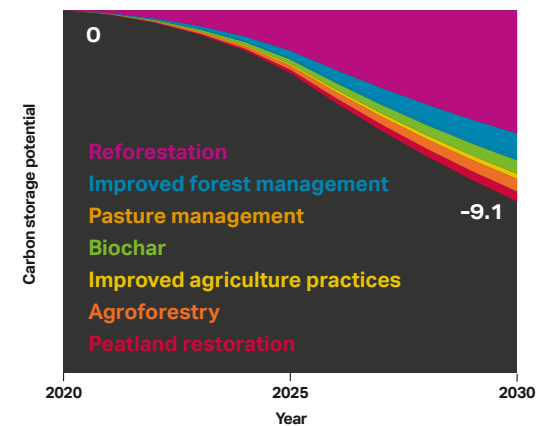 0
Carbon storage potential
Reforestation
Improved forest management
Pasture management
Biochar
Improved agriculture practices
Agroforestry
Peatland restoration
-9.1
2020
2025
2030
Year